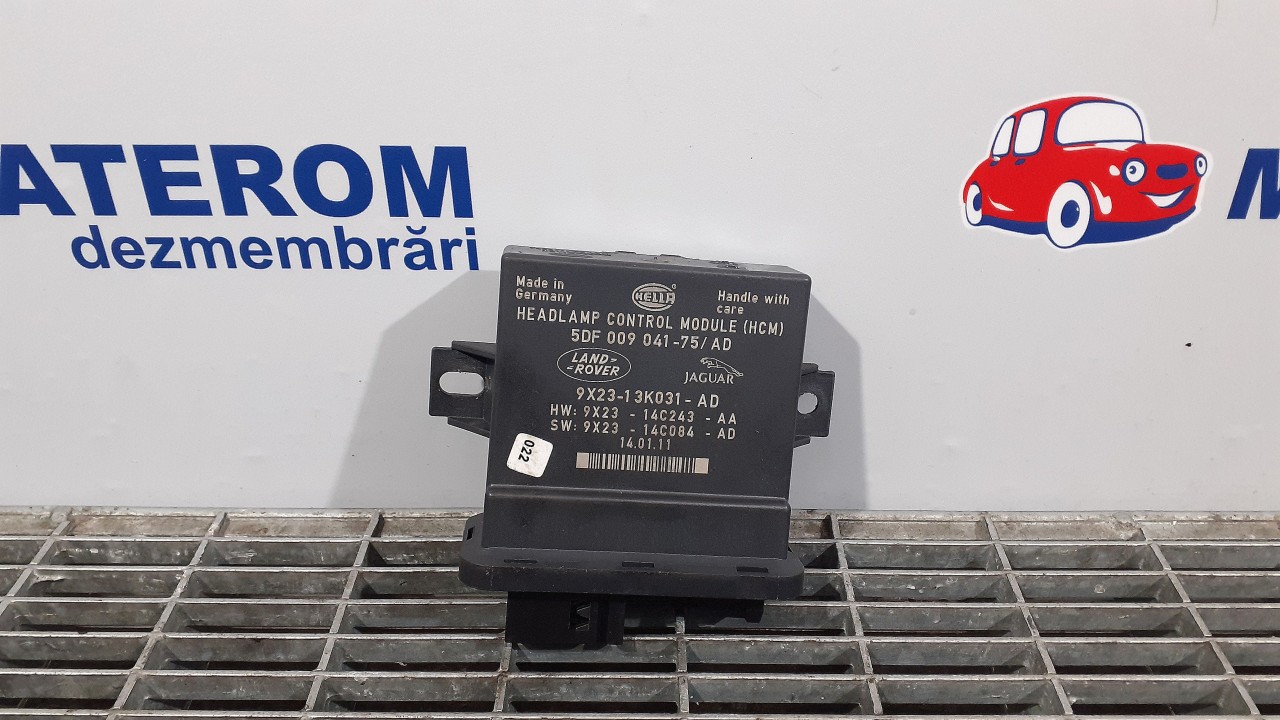 ATEROM
dezmembrări
Made in
Germany
HELLA
®
Handle with
care
HEADLAMP CONTROL MODULE (HCM)
5DF 009 041-75/AD
LAND-
-ROVER
JAGUAR
9X23-13K031-AD
HW: 9X23 - 14C243 - AA
SW: 9X23 - 14C084 - AD
14.01.11
022
M